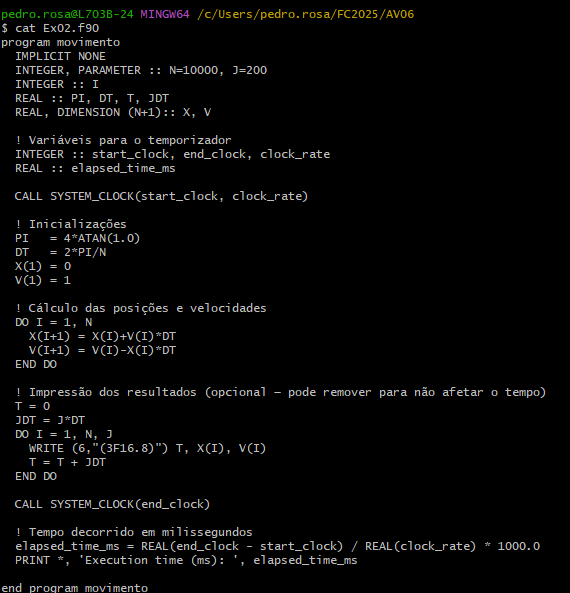 pedro.rosa@L703B-24 MINGW64 /c/Users/pedro.rosa/FC2025/AV06
$ cat Ex02.f90
program movimento
  IMPLICIT NONE
  INTEGER, PARAMETER :: N=10000, J=200
  INTEGER :: I
  REAL :: PI, DT, T, JDT
  REAL, DIMENSION (N+1):: X, V

  ! Variáveis para o temporizador
  INTEGER :: start_clock, end_clock, clock_rate
  REAL :: elapsed_time_ms

  CALL SYSTEM_CLOCK(start_clock, clock_rate)

  ! Inicializações
  PI   = 4*ATAN(1.0)
  DT   = 2*PI/N
  X(1) = 0
  V(1) = 1

  ! Cálculo das posições e velocidades
  DO I = 1, N
    X(I+1) = X(I)+V(I)*DT
    V(I+1) = V(I)-X(I)*DT
  END DO

  ! Impressão dos resultados (opcional – pode remover para não afetar o tempo)
  T = 0
  JDT = J*DT
  DO I = 1, N, J
    WRITE (6,"(3F16.8)") T, X(I), V(I)
    T = T + JDT
  END DO

  CALL SYSTEM_CLOCK(end_clock)

  ! Tempo decorrido em milissegundos
  elapsed_time_ms = REAL(end_clock - start_clock) / REAL(clock_rate) * 1000.0
  PRINT *, 'Execution time (ms): ', elapsed_time_ms

end program movimento